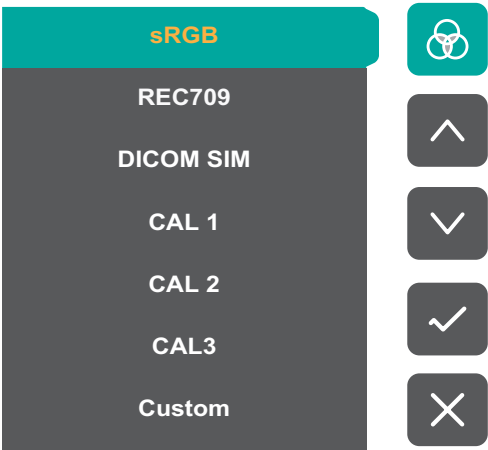 sRGB
REC709
DICOM SIM
CAL 1
CAL 2
CAL3
Custom